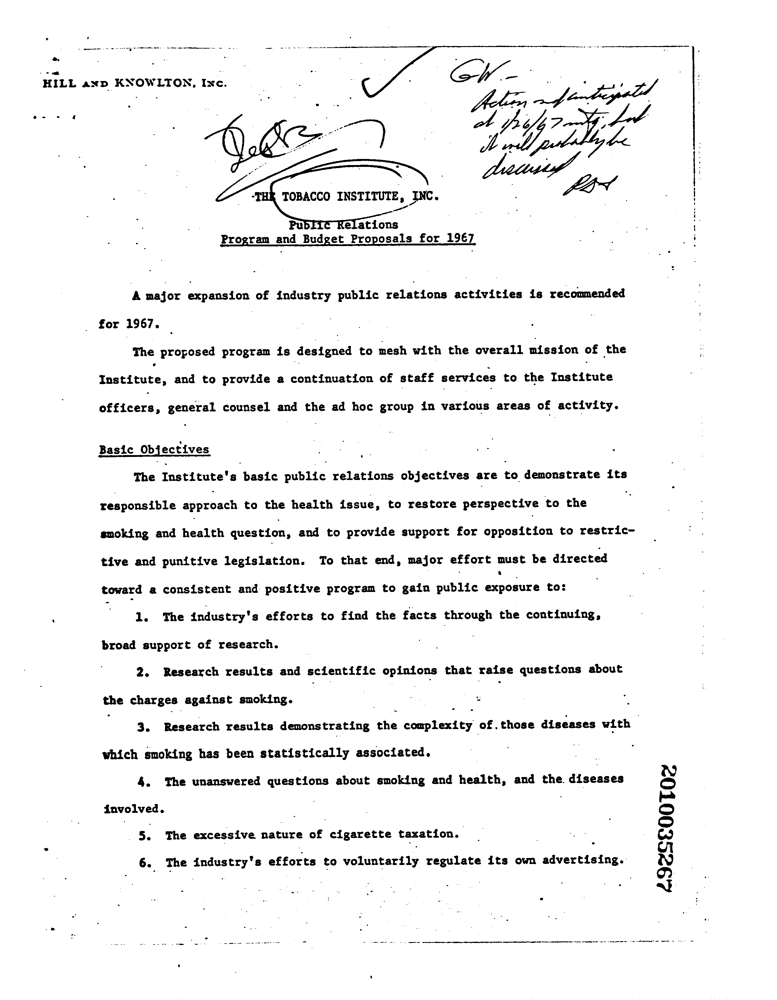 HILL AND KNOWLTON, INC.
GW -
Action not anticipated
at 1/26/67 mtg, but
it will probably be
discussed
THE TOBACCO INSTITUTE, INC.
Public Relations
Program and Budget Proposals for 1967
A major expansion of industry public relations activities is recommended
for 1967.
The proposed program is designed to mesh with the overall mission of the
Institute, and to provide a continuation of staff services to the Institute
officers, general counsel and the ad hoc group in various areas of activity.
Basic Objectives
The Institute's basic public relations objectives are to demonstrate its
responsible approach to the health issue, to restore perspective to the
smoking and health question, and to provide support for opposition to restric-
tive and punitive legislation. To that end, major effort must be directed
toward a consistent and positive program to gain public exposure to:
1. The industry's efforts to find the facts through the continuing,
broad support of research.
2. Research results and scientific opinions that raise questions about
the charges against smoking.
3. Research results demonstrating the complexity of those diseases with
which smoking has been statistically associated.
4. The unanswered questions about smoking and health, and the diseases
involved.
5. The excessive nature of cigarette taxation.
6. The industry's efforts to voluntarily regulate its own advertising.
2010035267